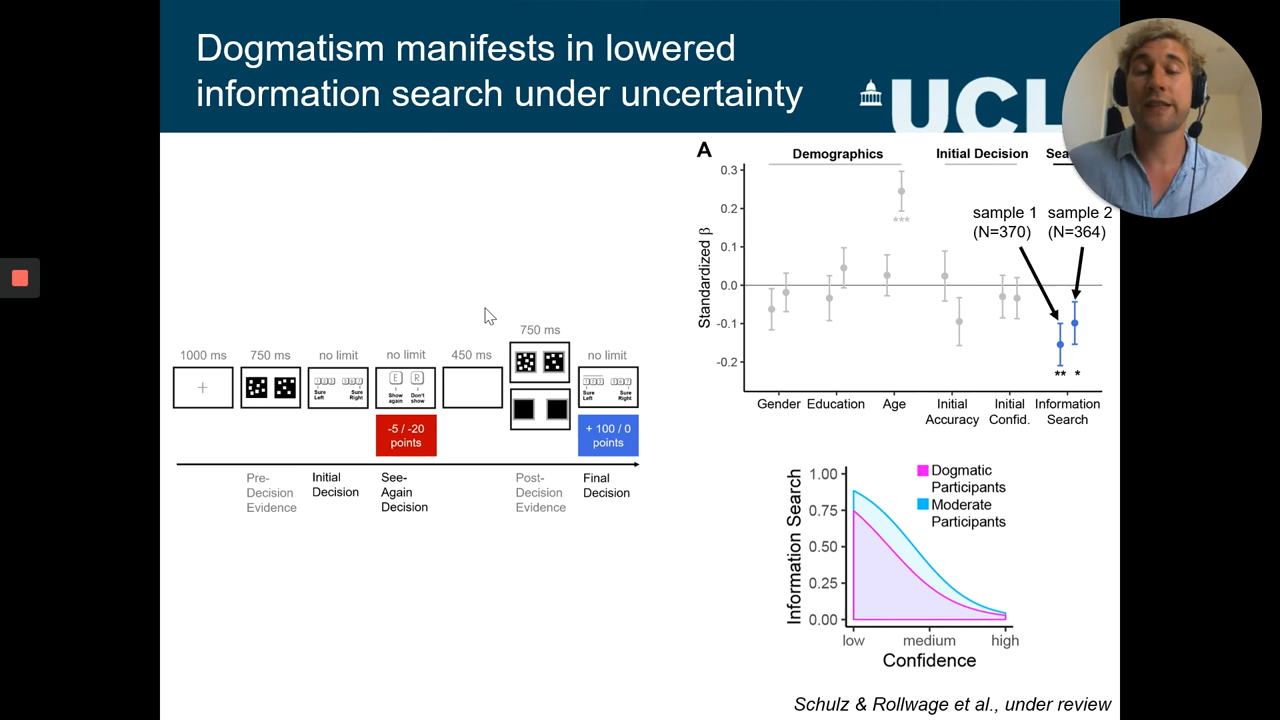 Dogmatism manifests in lowered
information search under uncertainty
UCL
A
Demographics
Initial Decision
0.3
0.2
0.1
0.0
-0.1
-0.2
Standardized β
***
sample 1
(N=370)
sample 2
(N=364)
** *
Gender
Education
Age
Initial
Accuracy
Initial
Confid.
Information
Search
1000 ms
750 ms
no limit
no limit
450 ms
750 ms
no limit
+
Sure
Left
Sure
Right
E
R
Show
again
Don't
show
Sure
Left
Sure
Right
-5 / -20
points
+ 100 / 0
points
Pre-
Decision
Evidence
Initial
Decision
See-
Again
Decision
Post-
Decision
Evidence
Final
Decision
Information Search
1.00
0.75
0.50
0.25
0.00
Dogmatic
Participants
Moderate
Participants
low
medium
high
Confidence
Schulz & Rollwage et al., under review